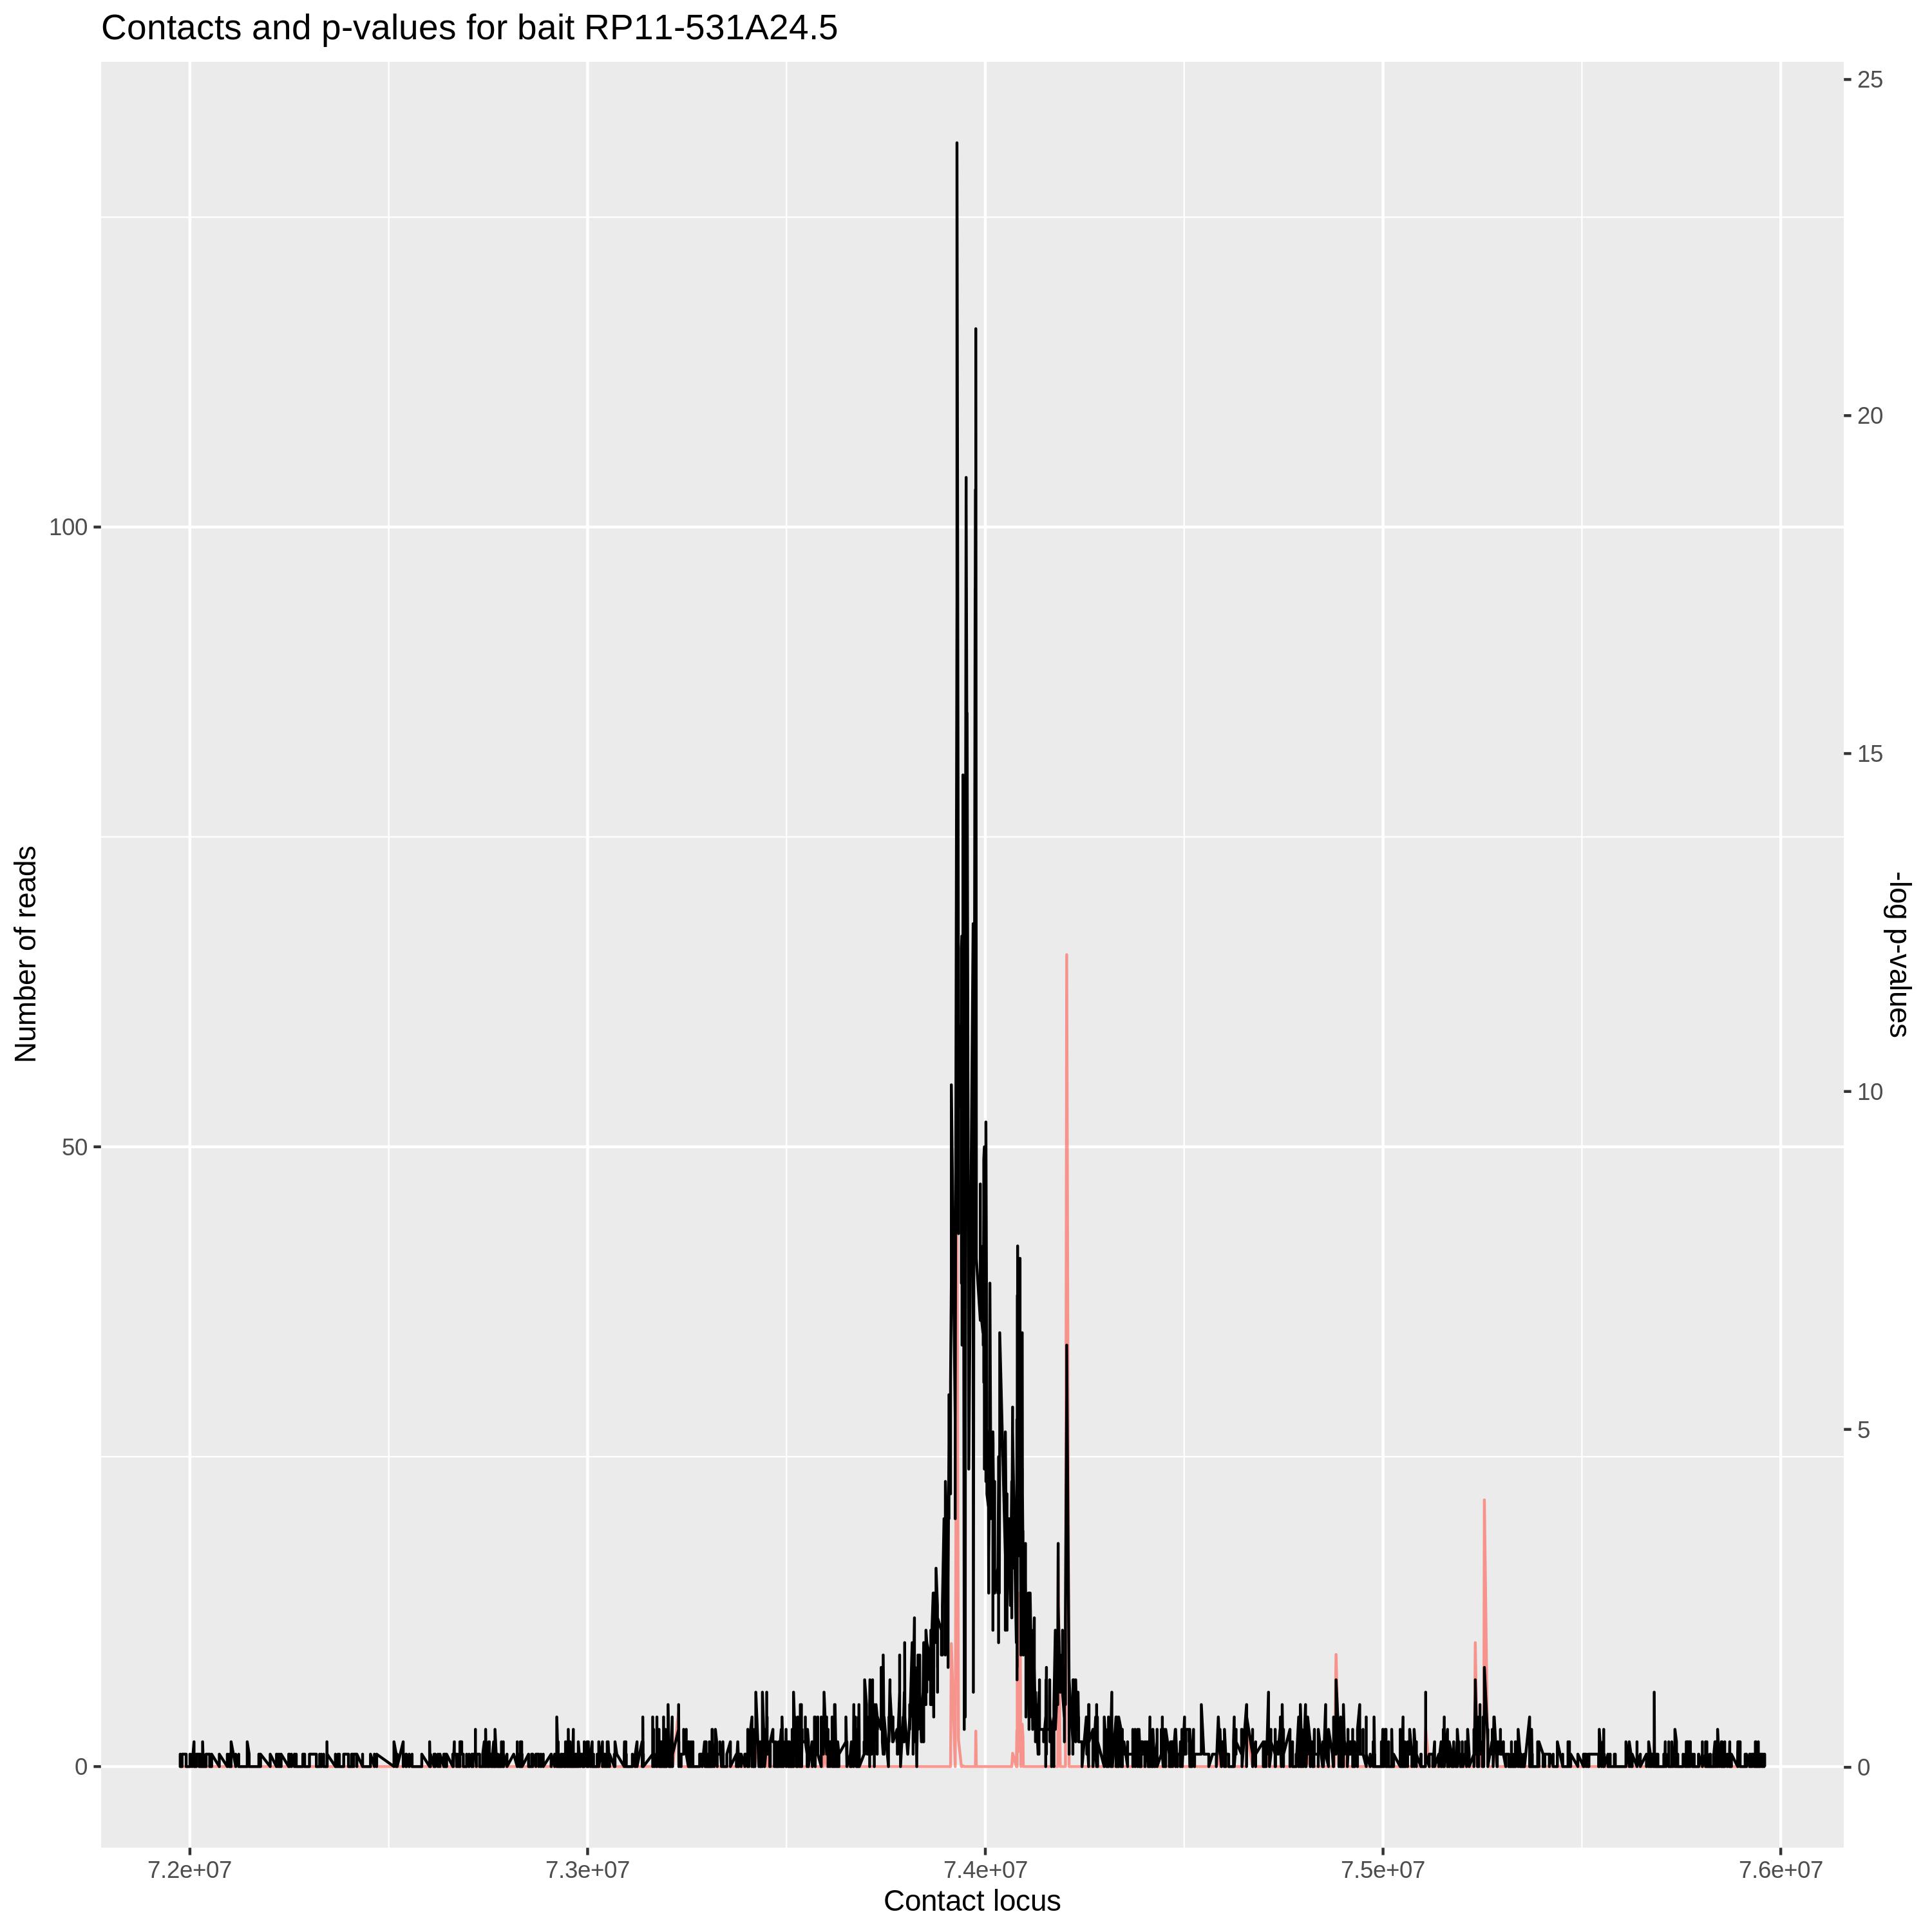 Contacts and p-values for bait RP11-531A24.5
Number of reads
100
50
0
25
20
15
10
5
0
-log p-values
7.2e+07 7.3e+07 7.4e+07 7.5e+07 7.6e+07
Contact locus